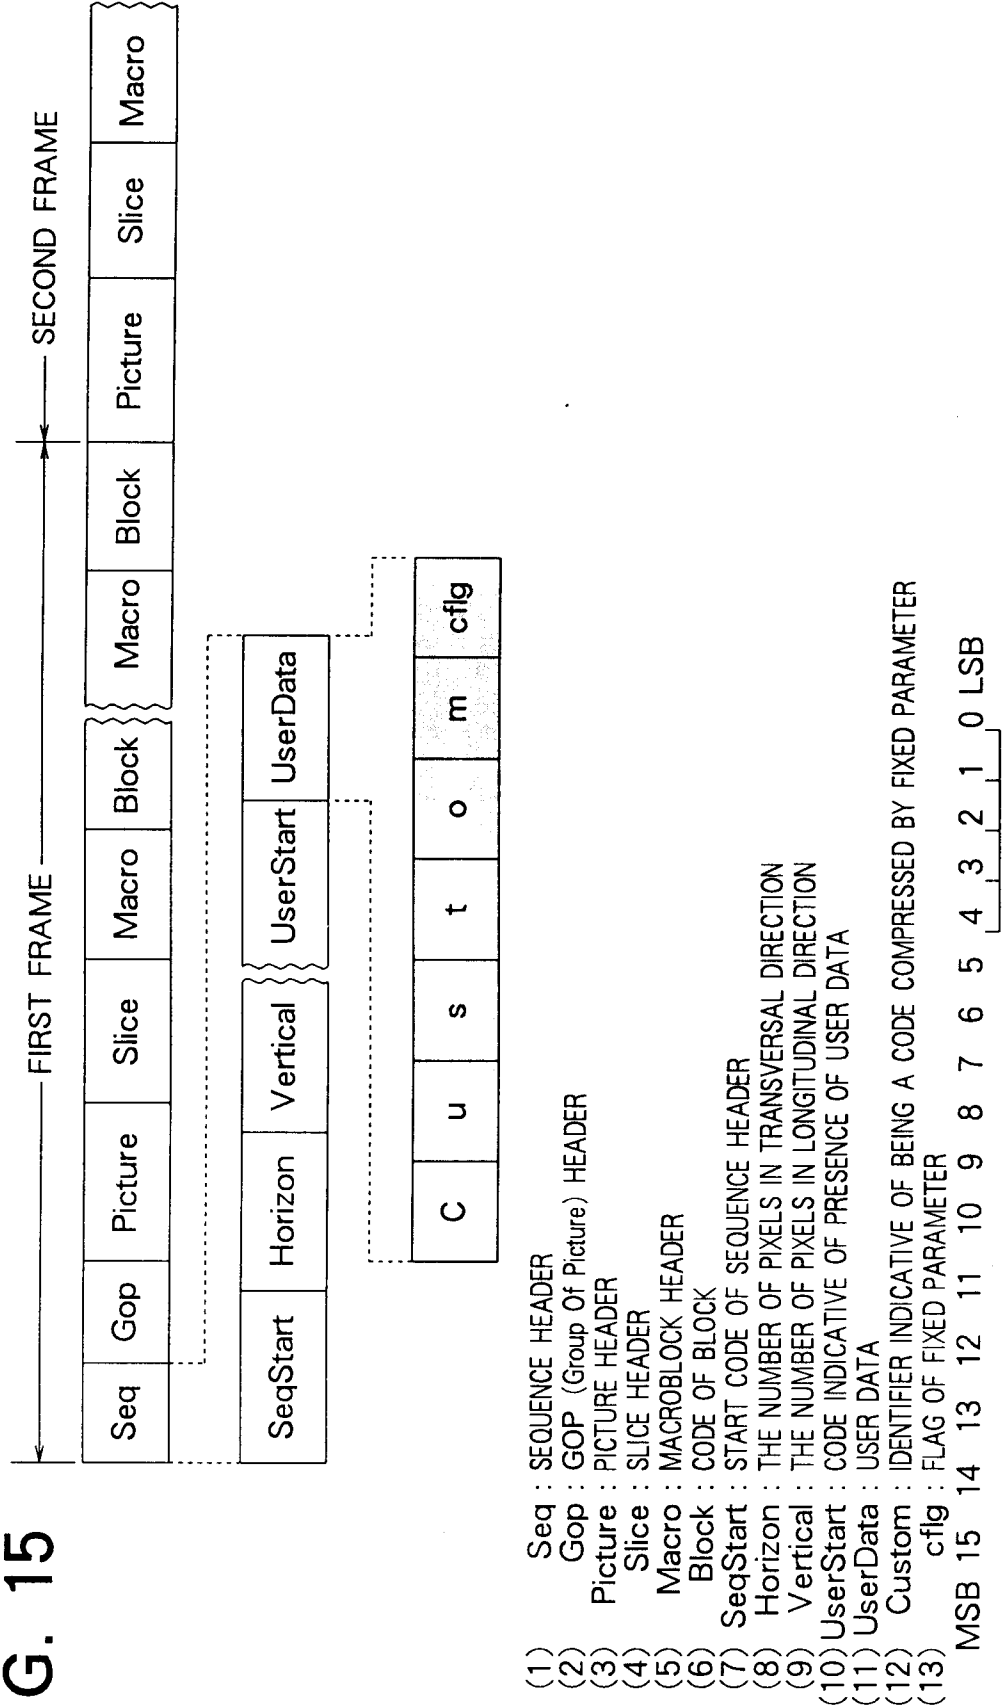 G. 15
FIRST FRAME SECOND FRAME
Seq Gop Picture Slice Macro Block Macro Block Picture Slice Macro
SeqStart Horizon Vertical UserStart UserData
C u s t o m cflg
(1) Seq : SEQUENCE HEADER
(2) Gop : GOP (Group Of Picture) HEADER
(3) Picture : PICTURE HEADER
(4) Slice : SLICE HEADER
(5) Macro : MACROBLOCK HEADER
(6) Block : CODE OF BLOCK
(7) SeqStart : START CODE OF SEQUENCE HEADER
(8) Horizon : THE NUMBER OF PIXELS IN TRANSVERSAL DIRECTION
(9) Vertical : THE NUMBER OF PIXELS IN LONGITUDINAL DIRECTION
(10) UserStart : CODE INDICATIVE OF PRESENCE OF USER DATA
(11) UserData : USER DATA
(12) Custom : IDENTIFIER INDICATIVE OF BEING A CODE COMPRESSED BY FIXED PARAMETER
(13) cflg : FLAG OF FIXED PARAMETER
MSB 15 14 13 12 11 10 9 8 7 6 5 4 3 2 1 0 LSB